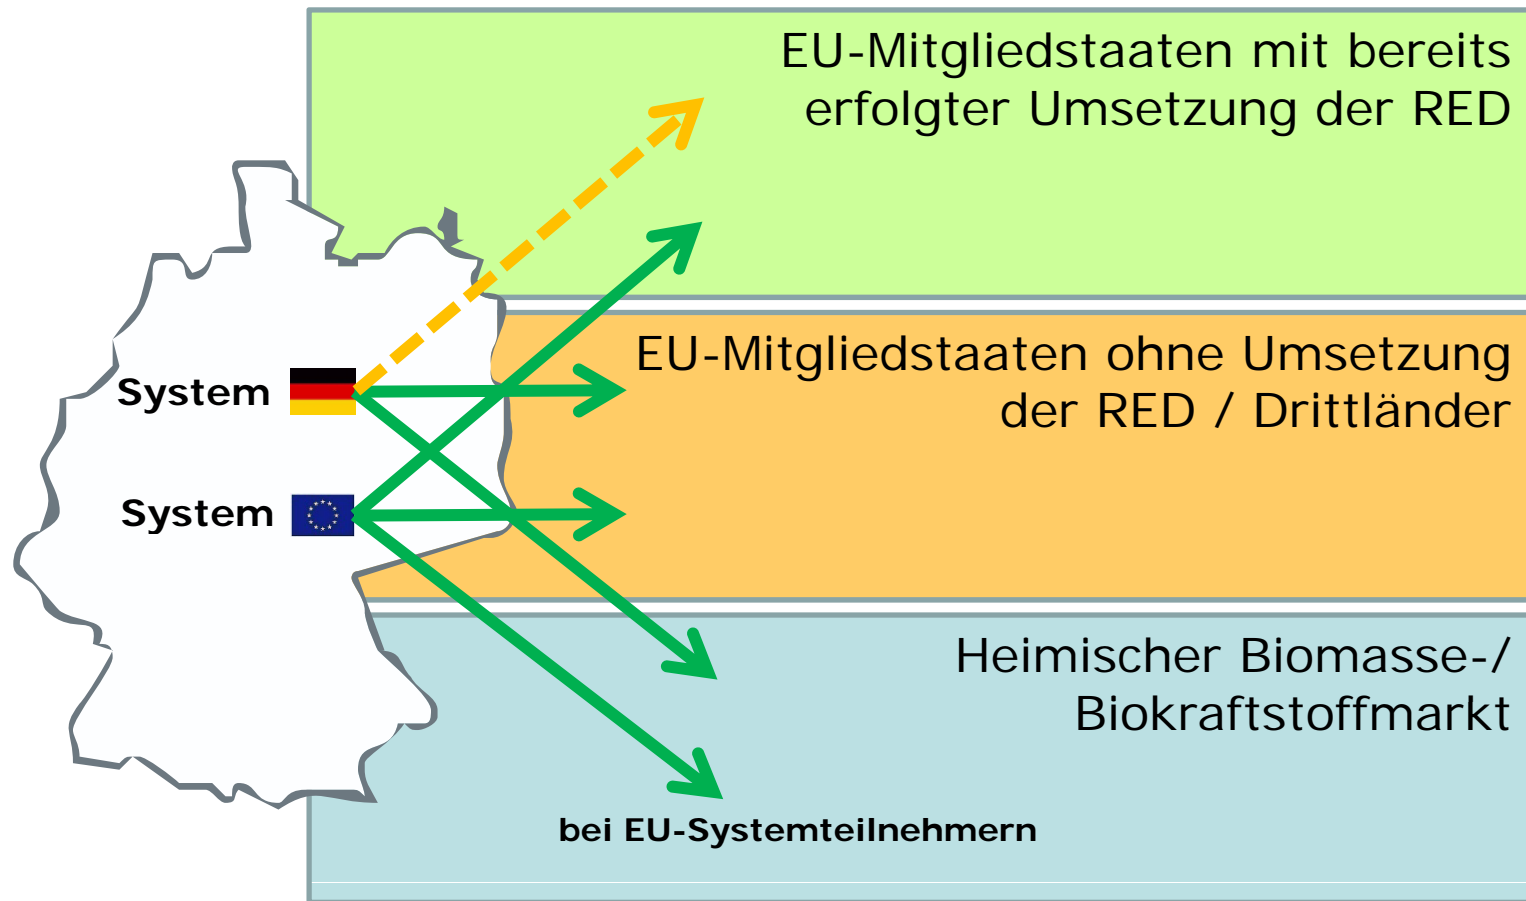 EU-Mitgliedstaaten mit bereits
erfolgter Umsetzung der RED
EU-Mitgliedstaaten ohne Umsetzung
der RED / Drittländer
System
System
Heimischer Biomasse-/
Biokraftstoffmarkt
bei EU-Systemteilnehmern